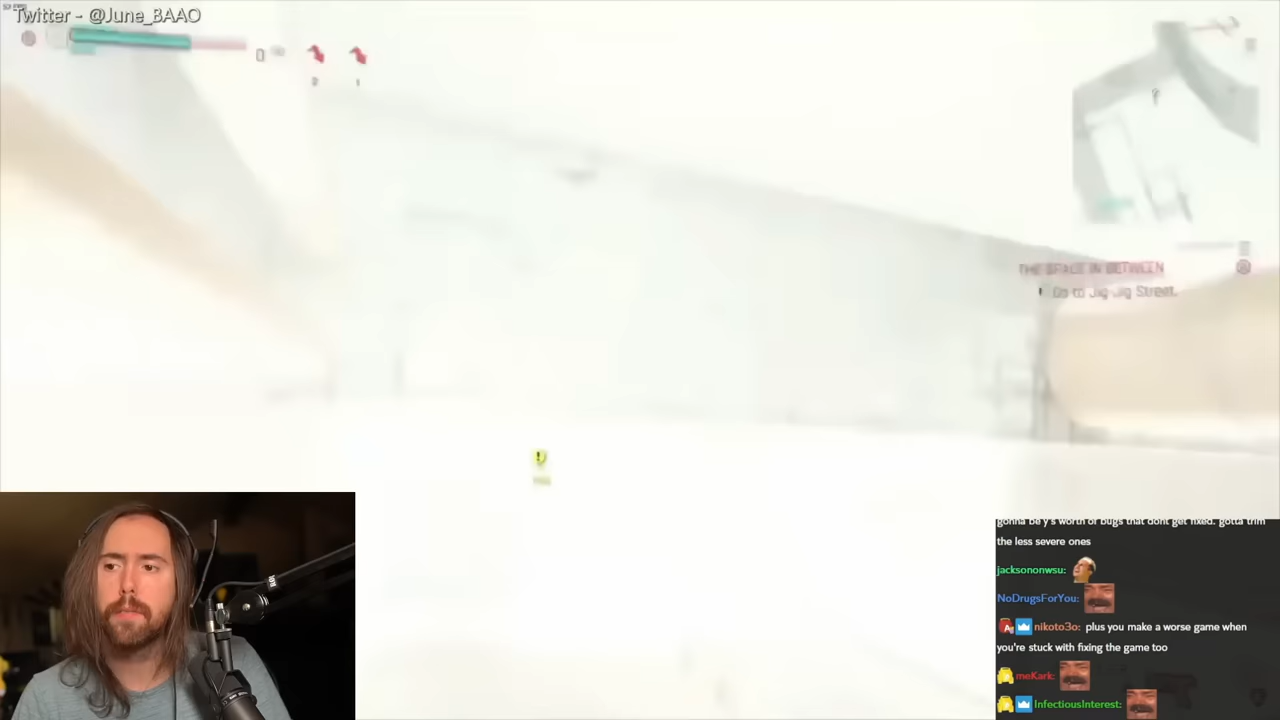 Twitter - @June_BAAO
0
THE SPACE IN BETWEEN
Go to Jig-Jig Street.
gonna be y's worth of bugs that dont get fixed. gotta trim
the less severe ones
jacksononwsu:
NoDrugsForYou:
nikoto3o: plus you make a worse game when
you're stuck with fixing the game too
meKark:
InfectiousInterest: